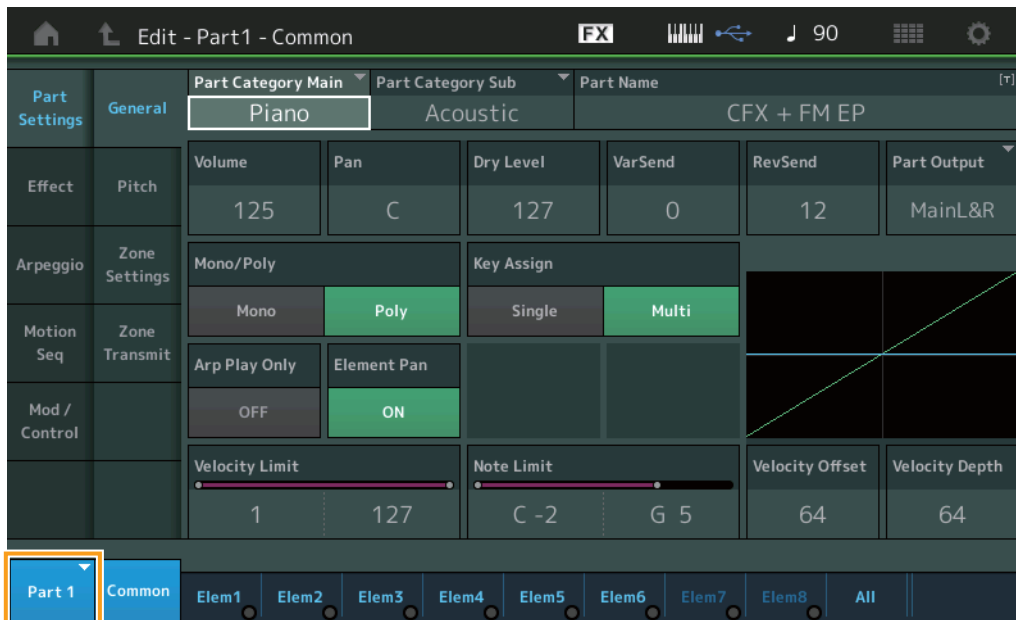 Edit - Part1 - Common
FX
90
Part Settings
Effect
Arpeggio
Motion Seq
Mod / Control
General
Pitch
Zone Settings
Zone Transmit
Part Category Main
Piano
Part Category Sub
Acoustic
Part Name
[T]
CFX + FM EP
Volume
125
Pan
C
Dry Level
127
VarSend
0
RevSend
12
Part Output
MainL&R
Mono/Poly
Mono
Poly
Key Assign
Single
Multi
Arp Play Only
OFF
Element Pan
ON
Velocity Limit
1
127
Note Limit
C -2
G 5
Velocity Offset
64
Velocity Depth
64
Part 1
Common
Elem1
Elem2
Elem3
Elem4
Elem5
Elem6
Elem7
Elem8
All